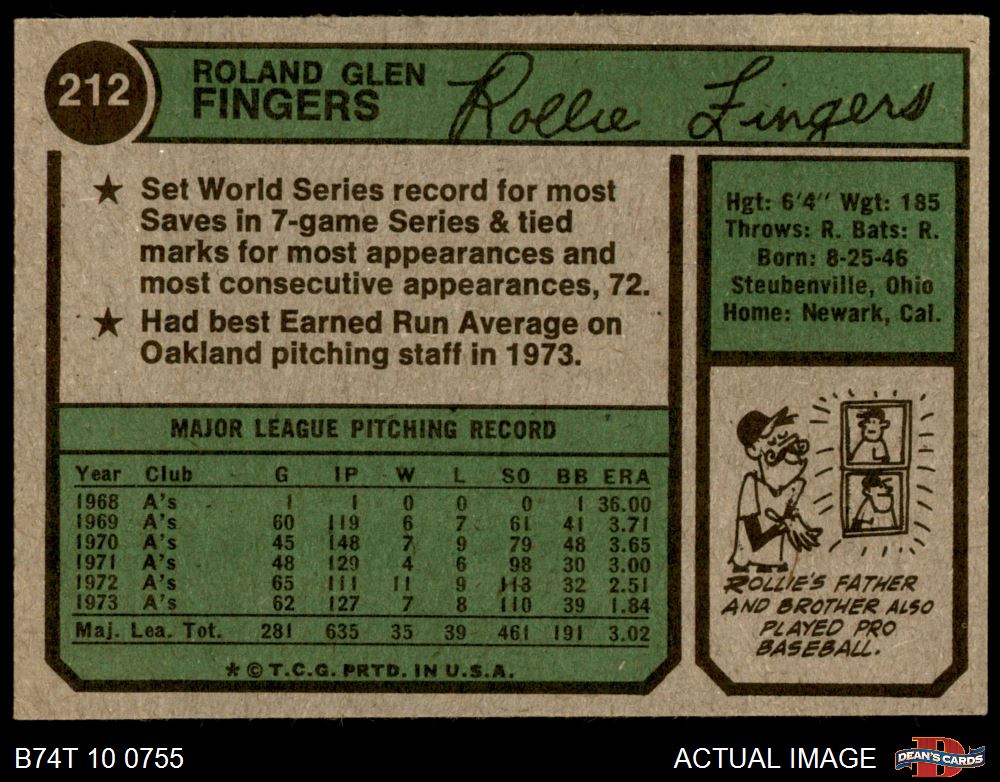 212
ROLAND GLEN
FINGERS
Rollie Fingers
★ Set World Series record for most
Saves in 7-game Series & tied
marks for most appearances and
most consecutive appearances, 72.
★ Had best Earned Run Average on
Oakland pitching staff in 1973.
Hgt: 6'4" Wgt: 185
Throws: R. Bats: R.
Born: 8-25-46
Steubenville, Ohio
Home: Newark, Cal.
MAJOR LEAGUE PITCHING RECORD
Year Club G IP W L SO BB ERA
1968 A's 1 1 0 0 0 1 36.00
1969 A's 60 119 6 7 61 41 3.71
1970 A's 45 148 7 9 79 48 3.65
1971 A's 48 129 4 6 98 30 3.00
1972 A's 65 111 11 9 113 32 2.51
1973 A's 62 127 7 8 110 39 1.84
Maj. Lea. Tot. 281 635 35 39 461 191 3.02
* © T.C.G. PRTD. IN U.S.A.
ROLLIE'S FATHER
AND BROTHER ALSO
PLAYED PRO
BASEBALL.
B74T 10 0755
ACTUAL IMAGE
D
DEAN'S CARDS